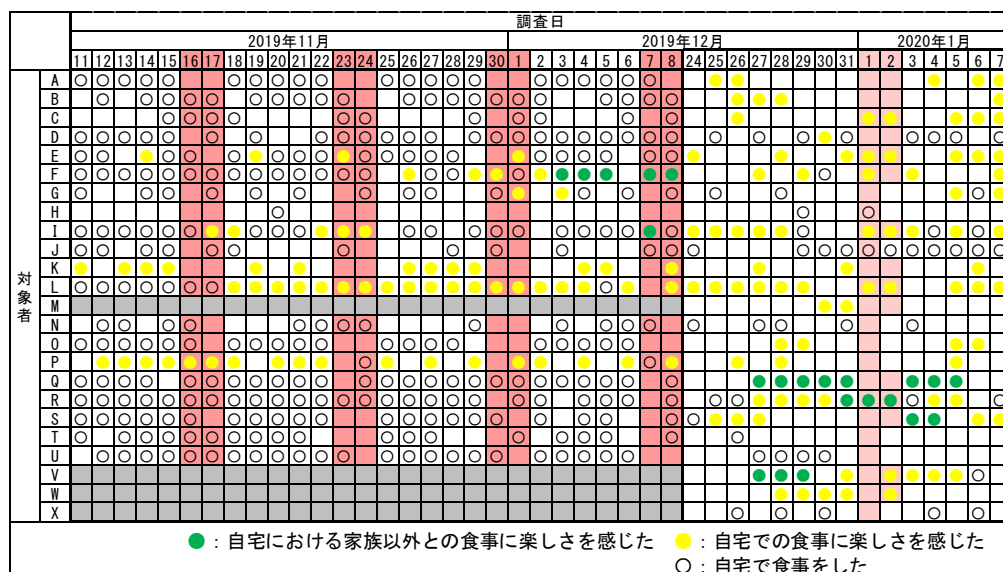 調査日
2019年11月 2019年12月 2020年1月
11 12 13 14 15 16 17 18 19 20 21 22 23 24 25 26 27 28 29 30 1 2 3 4 5 6 7 8 24 25 26 27 28 29 30 31 1 2 3 4 5 6 7
対象者
A
B
C
D
E
F
G
H
I
J
K
L
M
N
O
P
Q
R
S
T
U
V
W
X
●：自宅における家族以外との食事に楽しさを感じた ●：自宅での食事に楽しさを感じた
○：自宅で食事をした